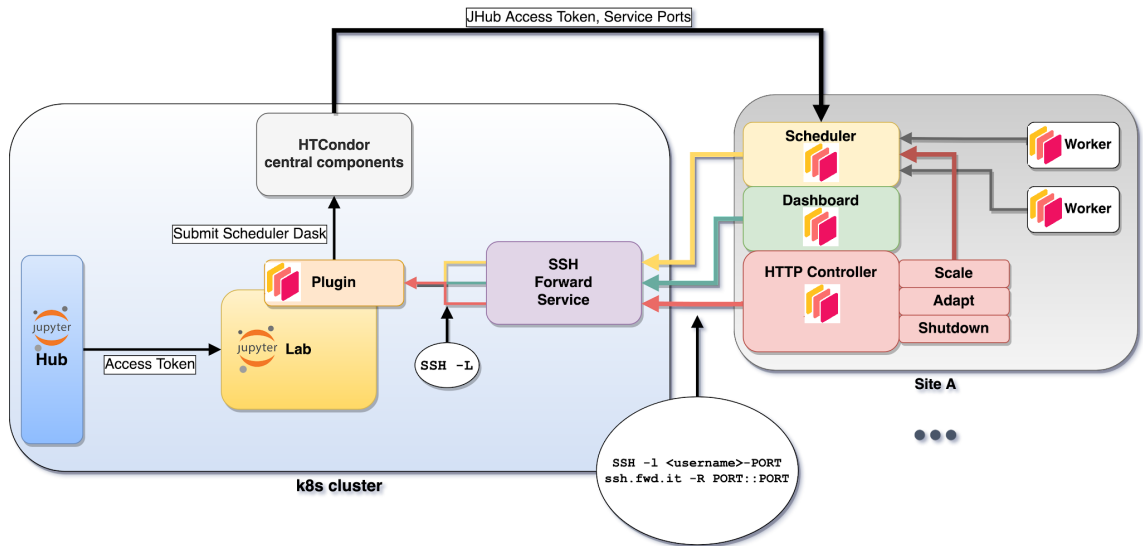 JHub Access Token, Service Ports
HTCondor
central components
Scheduler
Worker
Dashboard
Worker
Submit Scheduler Dask
SSH
Forward
Service
HTTP Controller
Scale
Plugin
Adapt
Shutdown
jupyter
Hub
jupyter
Lab
Access Token
SSH -L
Site A
SSH -l <username>-PORT
ssh.fwd.it -R PORT::PORT
k8s cluster